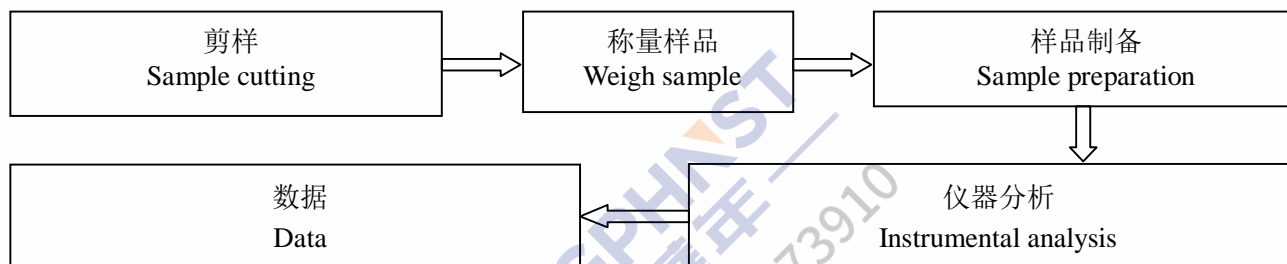 剪样
Sample cutting
称量样品
Weigh sample
样品制备
Sample preparation
仪器分析
Instrumental analysis
数据
Data
73910